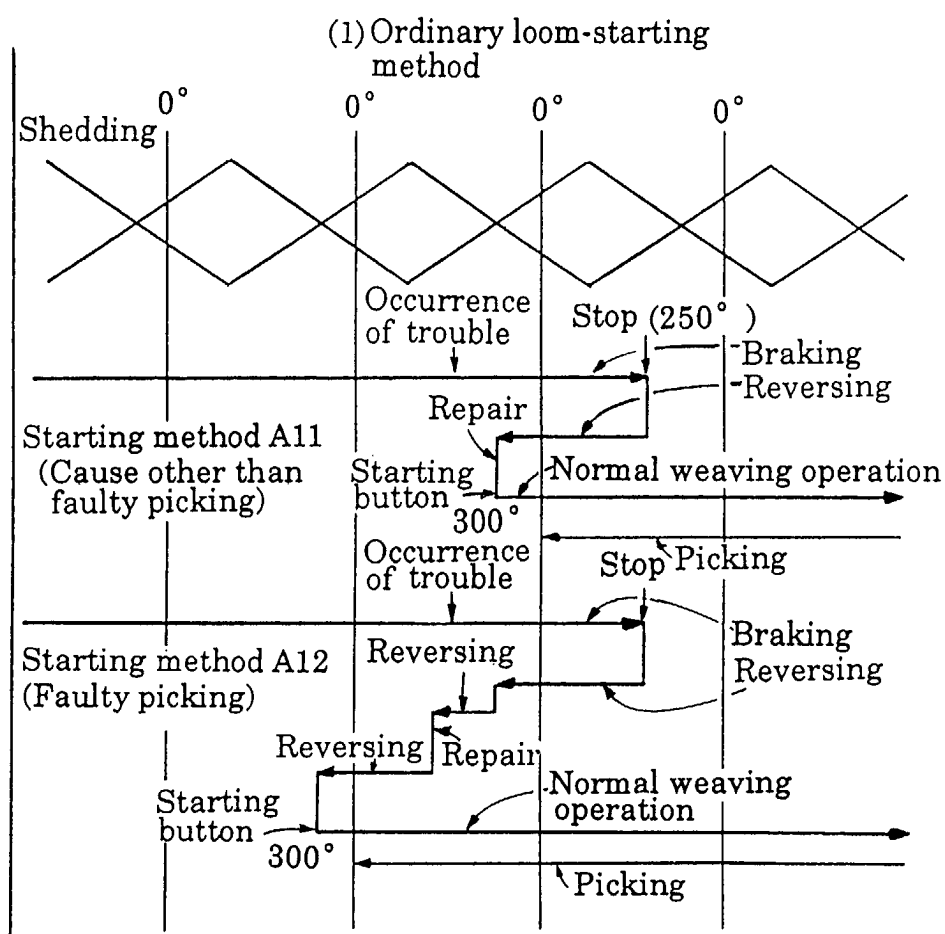 (1) Ordinary loom-starting
method
0° 0° 0° 0°
Shedding
Occurrence
of trouble
Stop (250°)
Braking
Reversing
Repair
Starting method A11
(Cause other than
faulty picking)
Starting
button
Normal weaving operation
300°
Picking
Occurrence
of trouble
Stop
Starting method A12
(Faulty picking)
Reversing
Braking
Reversing
Reversing
Repair
Starting
button
Normal weaving
operation
300°
Picking